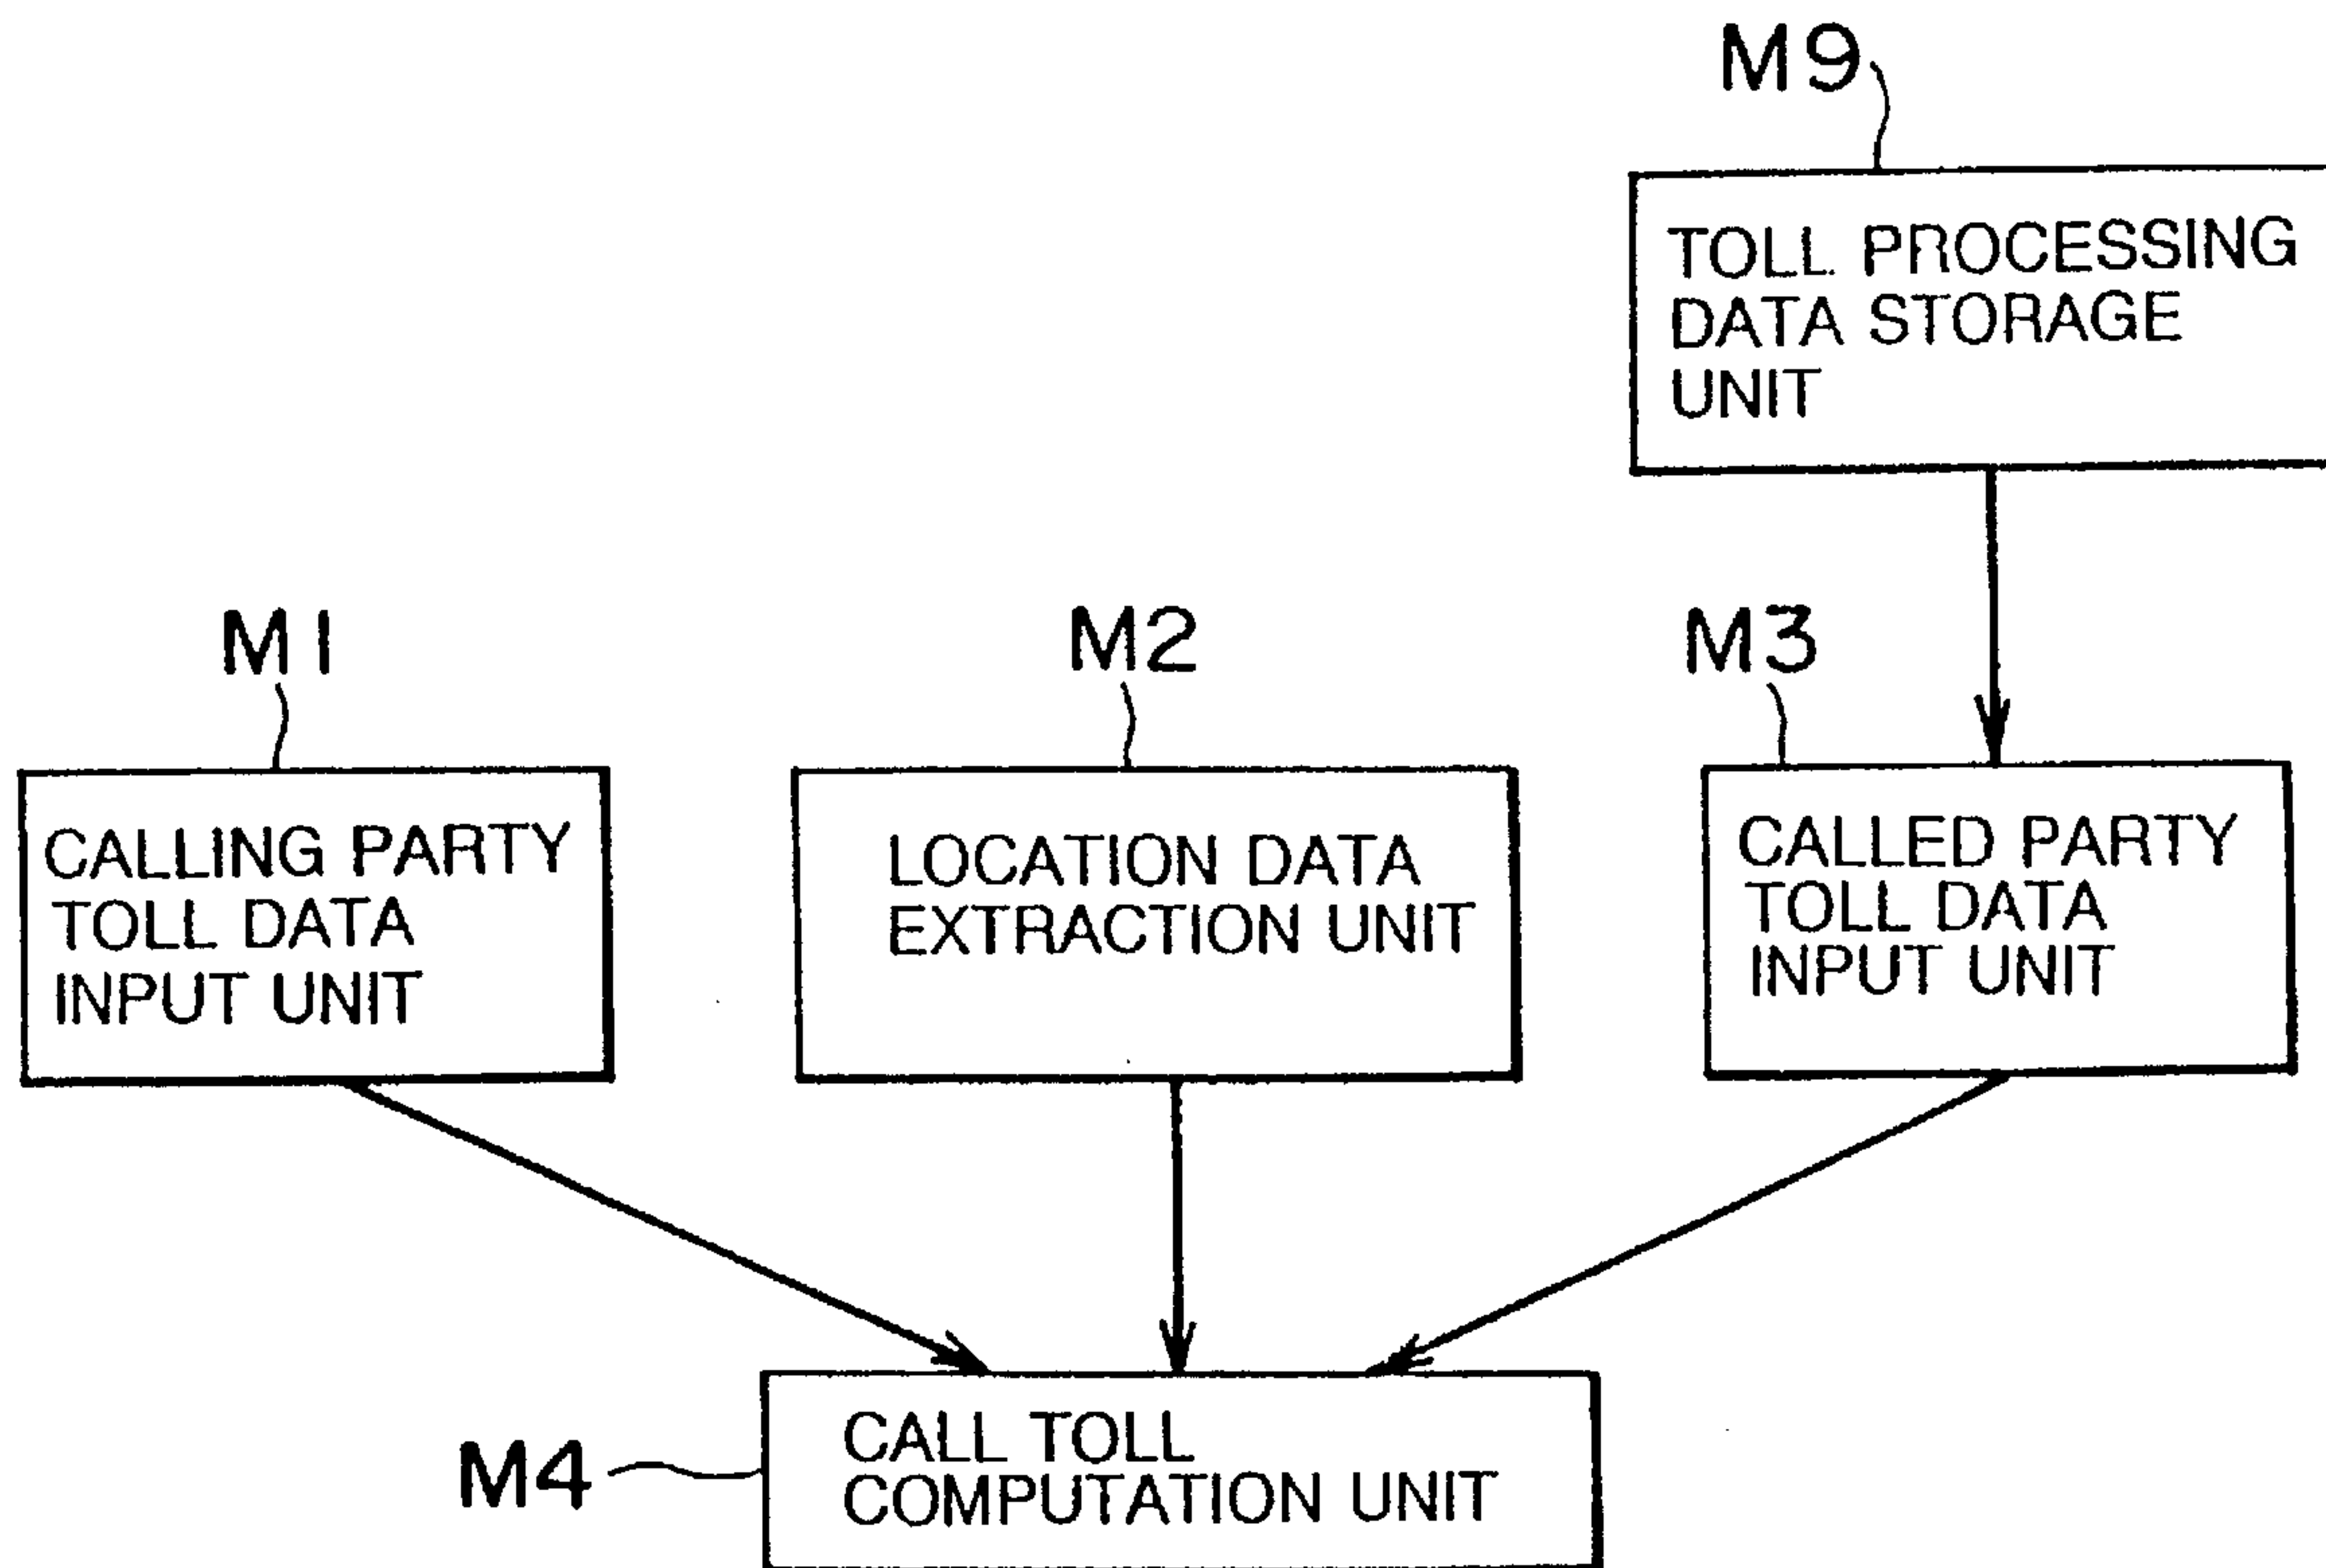 M9
TOLL PROCESSING
DATA STORAGE
UNIT
M1
M2
M3
CALLING PARTY
TOLL DATA
INPUT UNIT
LOCATION DATA
EXTRACTION UNIT
CALLED PARTY
TOLL DATA
INPUT UNIT
M4
CALL TOLL
COMPUTATION UNIT